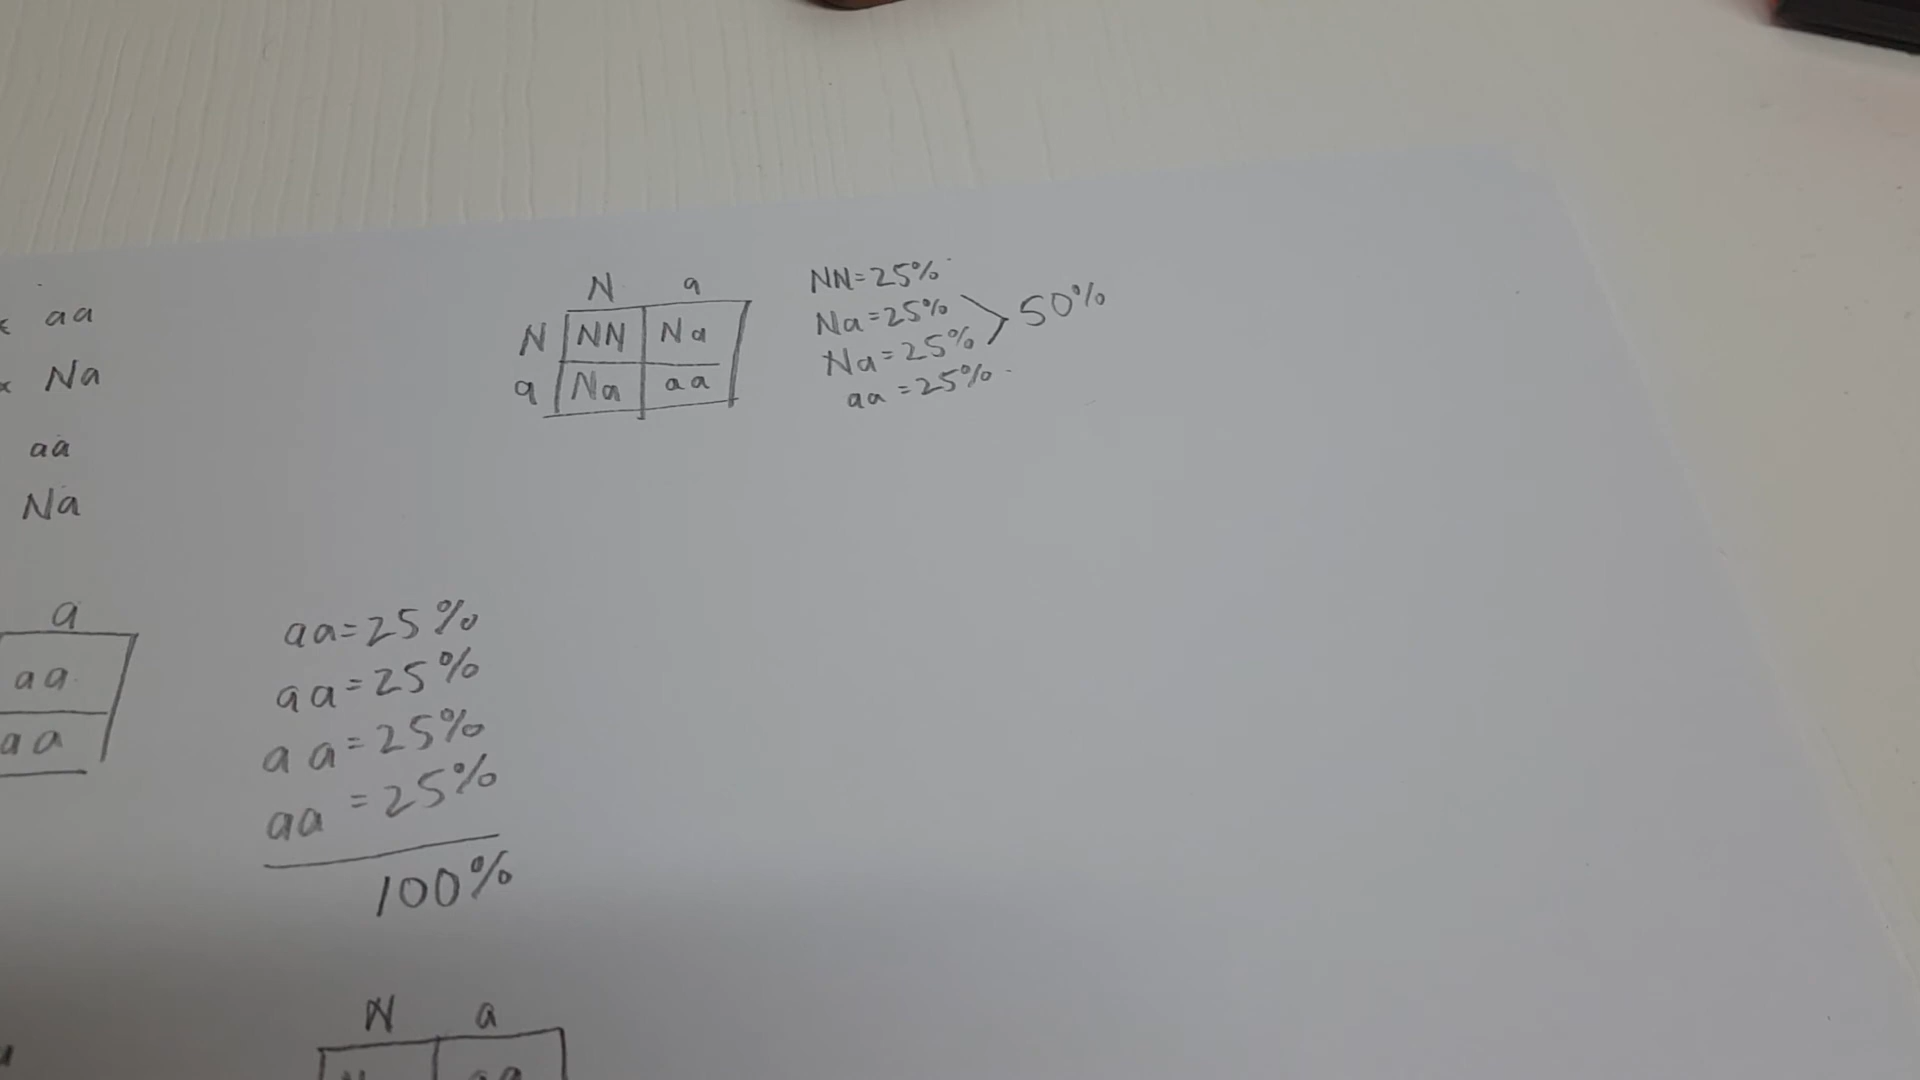 aa
Na
aa
Na
N a
N NN Na
a Na aa
NN=25%
Na=25%
Na=25% > 50%
aa=25%
a
aa
aa
aa=25%
aa=25%
aa=25%
aa=25%
100%
N a